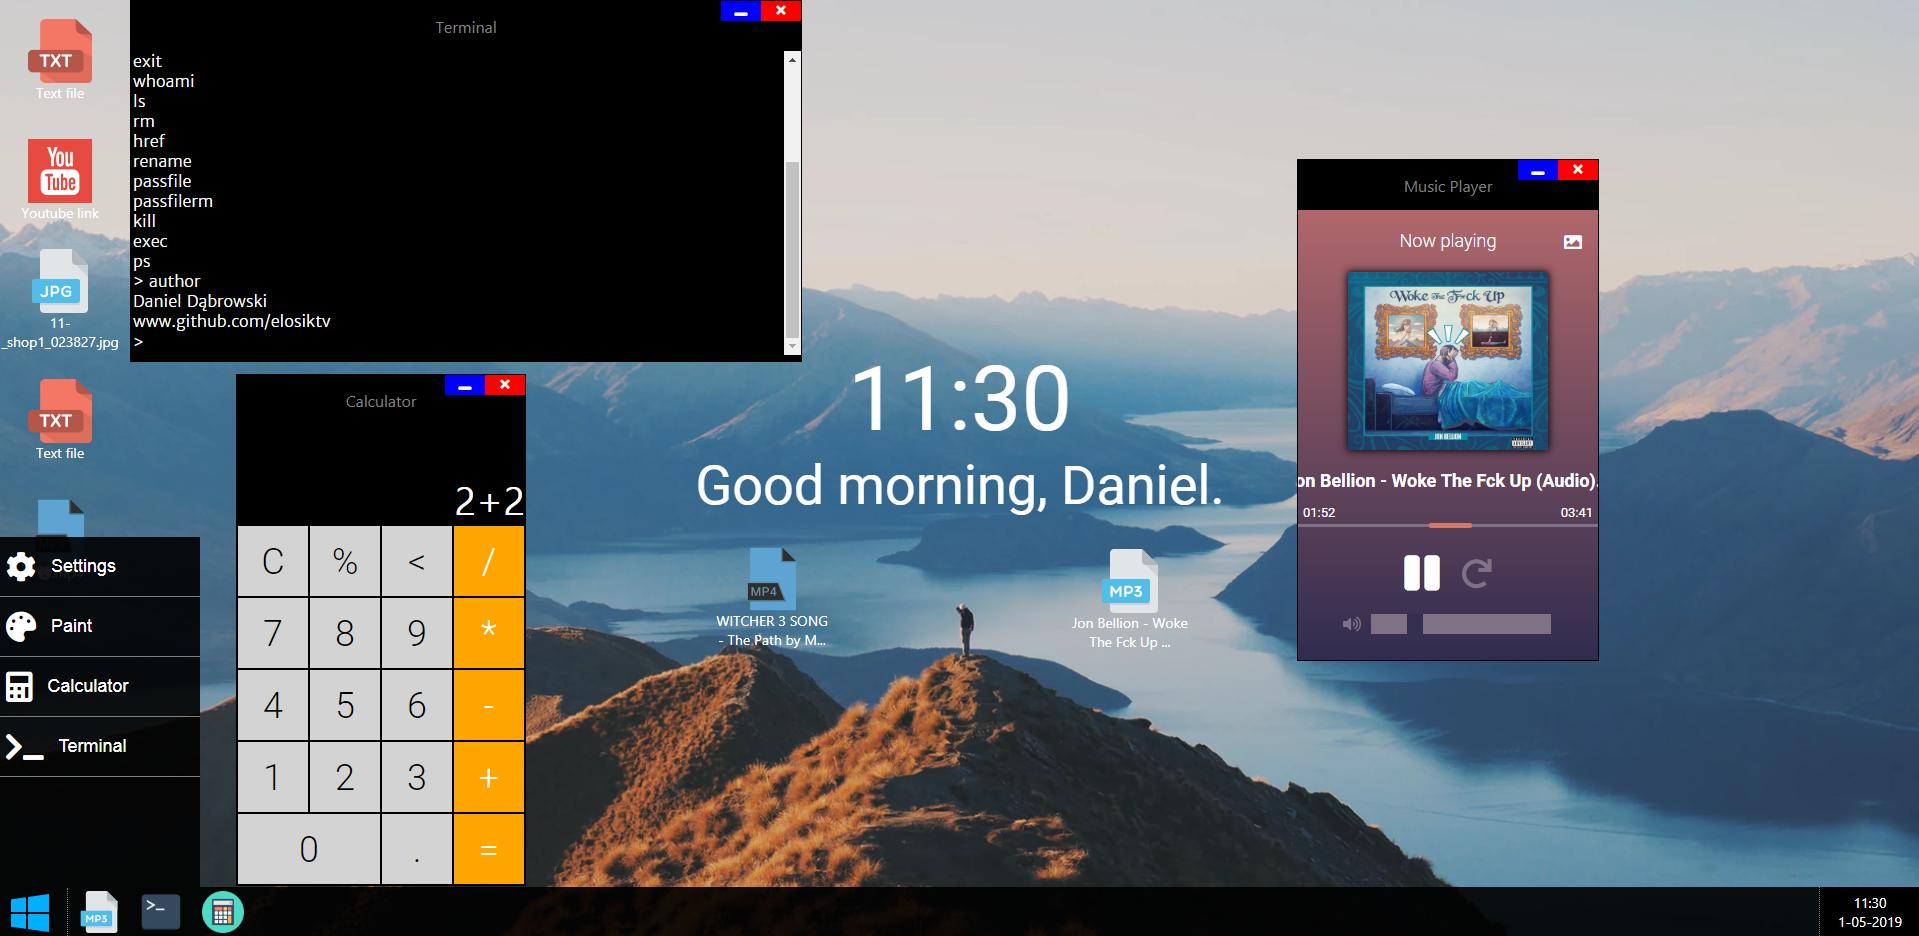 TXT
Text file
You
Tube
Youtube link
JPG
11-
_shop1_023827.jpg
TXT
Text file
Settings
Paint
Calculator
Terminal
Terminal
exit
whoami
ls
rm
href
rename
passfile
passfilerm
kill
exec
ps
> author
Daniel Dąbrowski
www.github.com/elosiktv
>
Calculator
2+2
C % < /
7 8 9 *
4 5 6 -
1 2 3 +
0 . =
11:30
Good morning, Daniel.
MP4
WITCHER 3 SONG
- The Path by M...
MP3
Jon Bellion - Woke
The Fck Up ...
Music Player
Now playing
Woke The F*ck Up
JON BELLION
on Bellion - Woke The Fck Up (Audio).
01:52 03:41
MP3
>_
11:30
1-05-2019